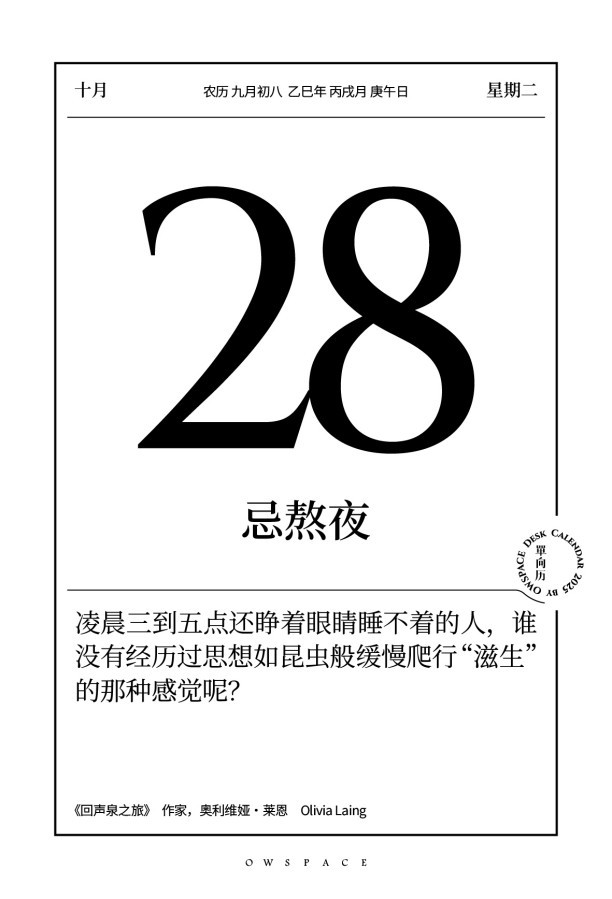 十月
农历 九月初八 乙巳年 丙戌月 庚午日
星期二
28
忌熬夜
DESK CALENDAR 2025 BY OWSPACE
單向历
凌晨三到五点还睁着眼睛睡不着的人，谁
没有经历过思想如昆虫般缓慢爬行“滋生”
的那种感觉呢？
《回声泉之旅》 作家，奥利维娅·莱恩 Olivia Laing
OWSPACE